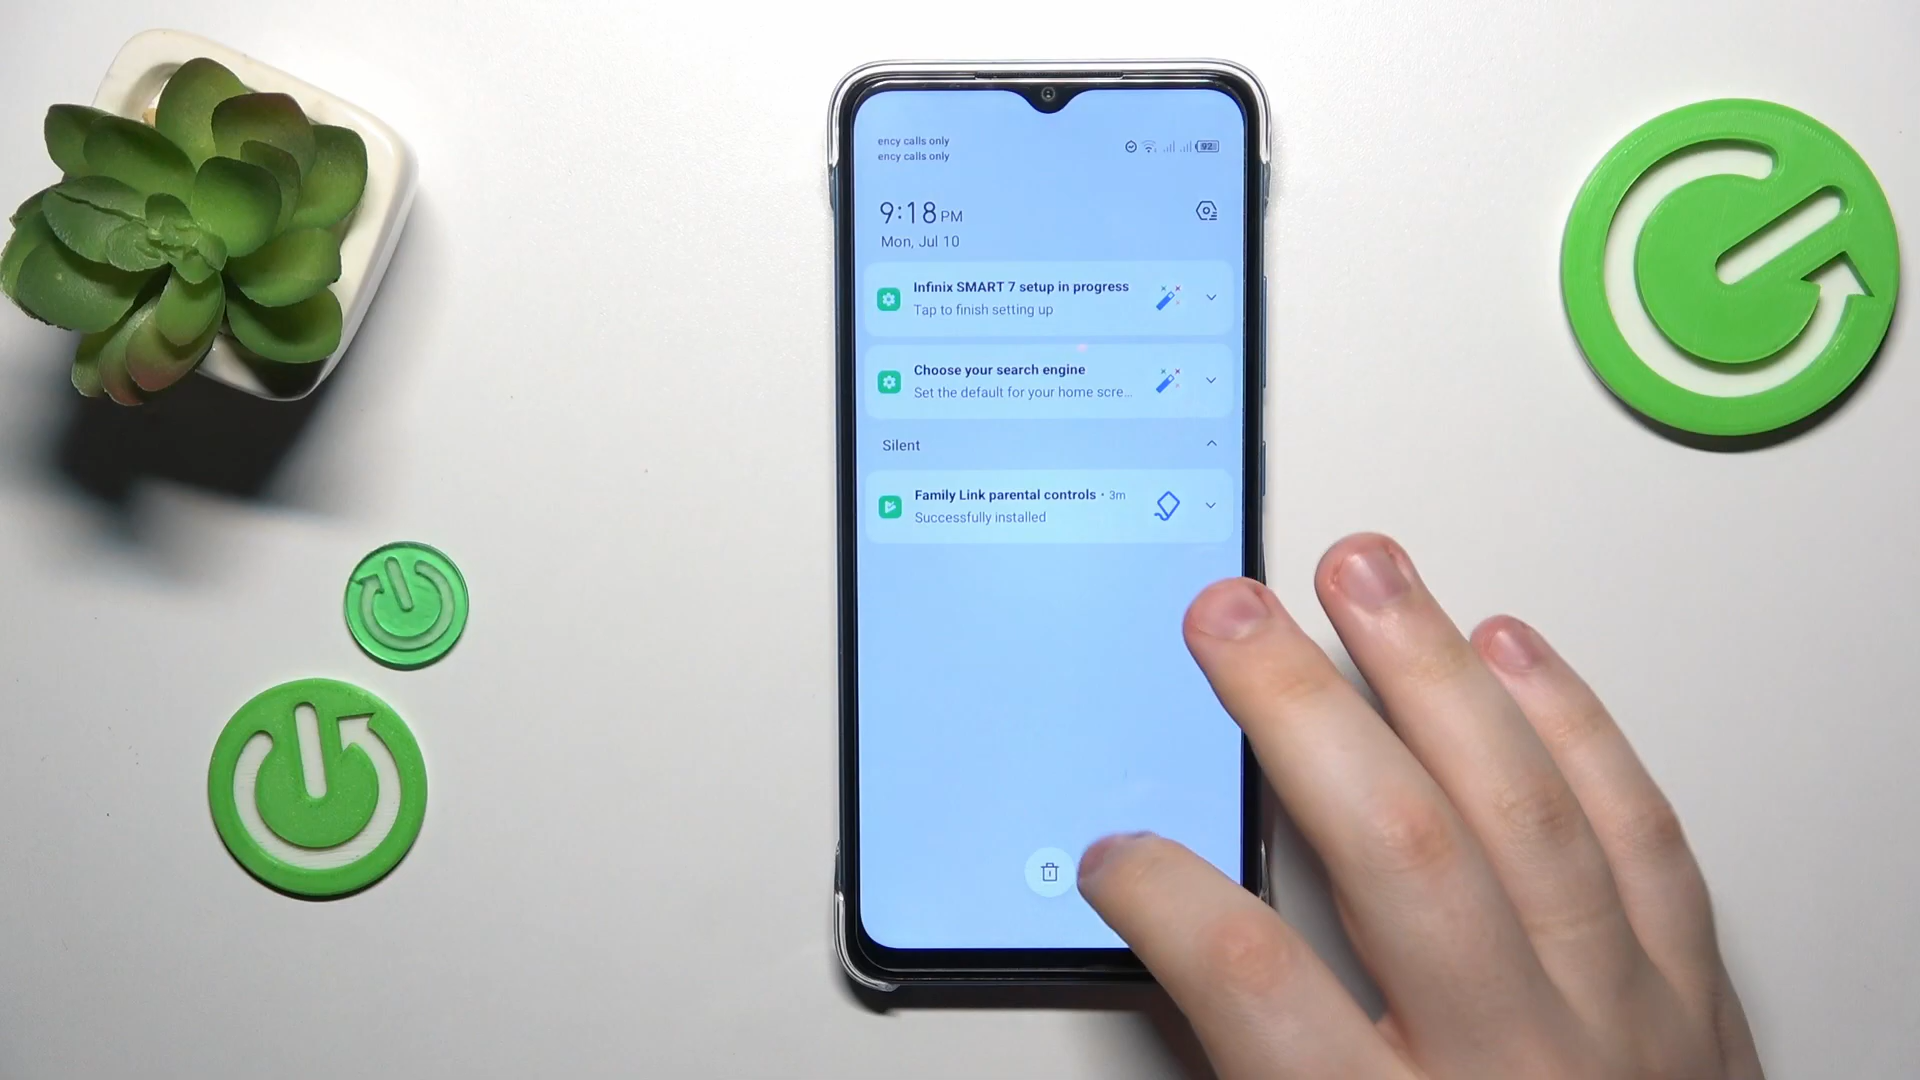 ency calls only
ency calls only
92
9:18 PM
Mon, Jul 10
Infinix SMART 7 setup in progress
Tap to finish setting up
Choose your search engine
Set the default for your home scre...
Silent
Family Link parental controls • 3m
Successfully installed